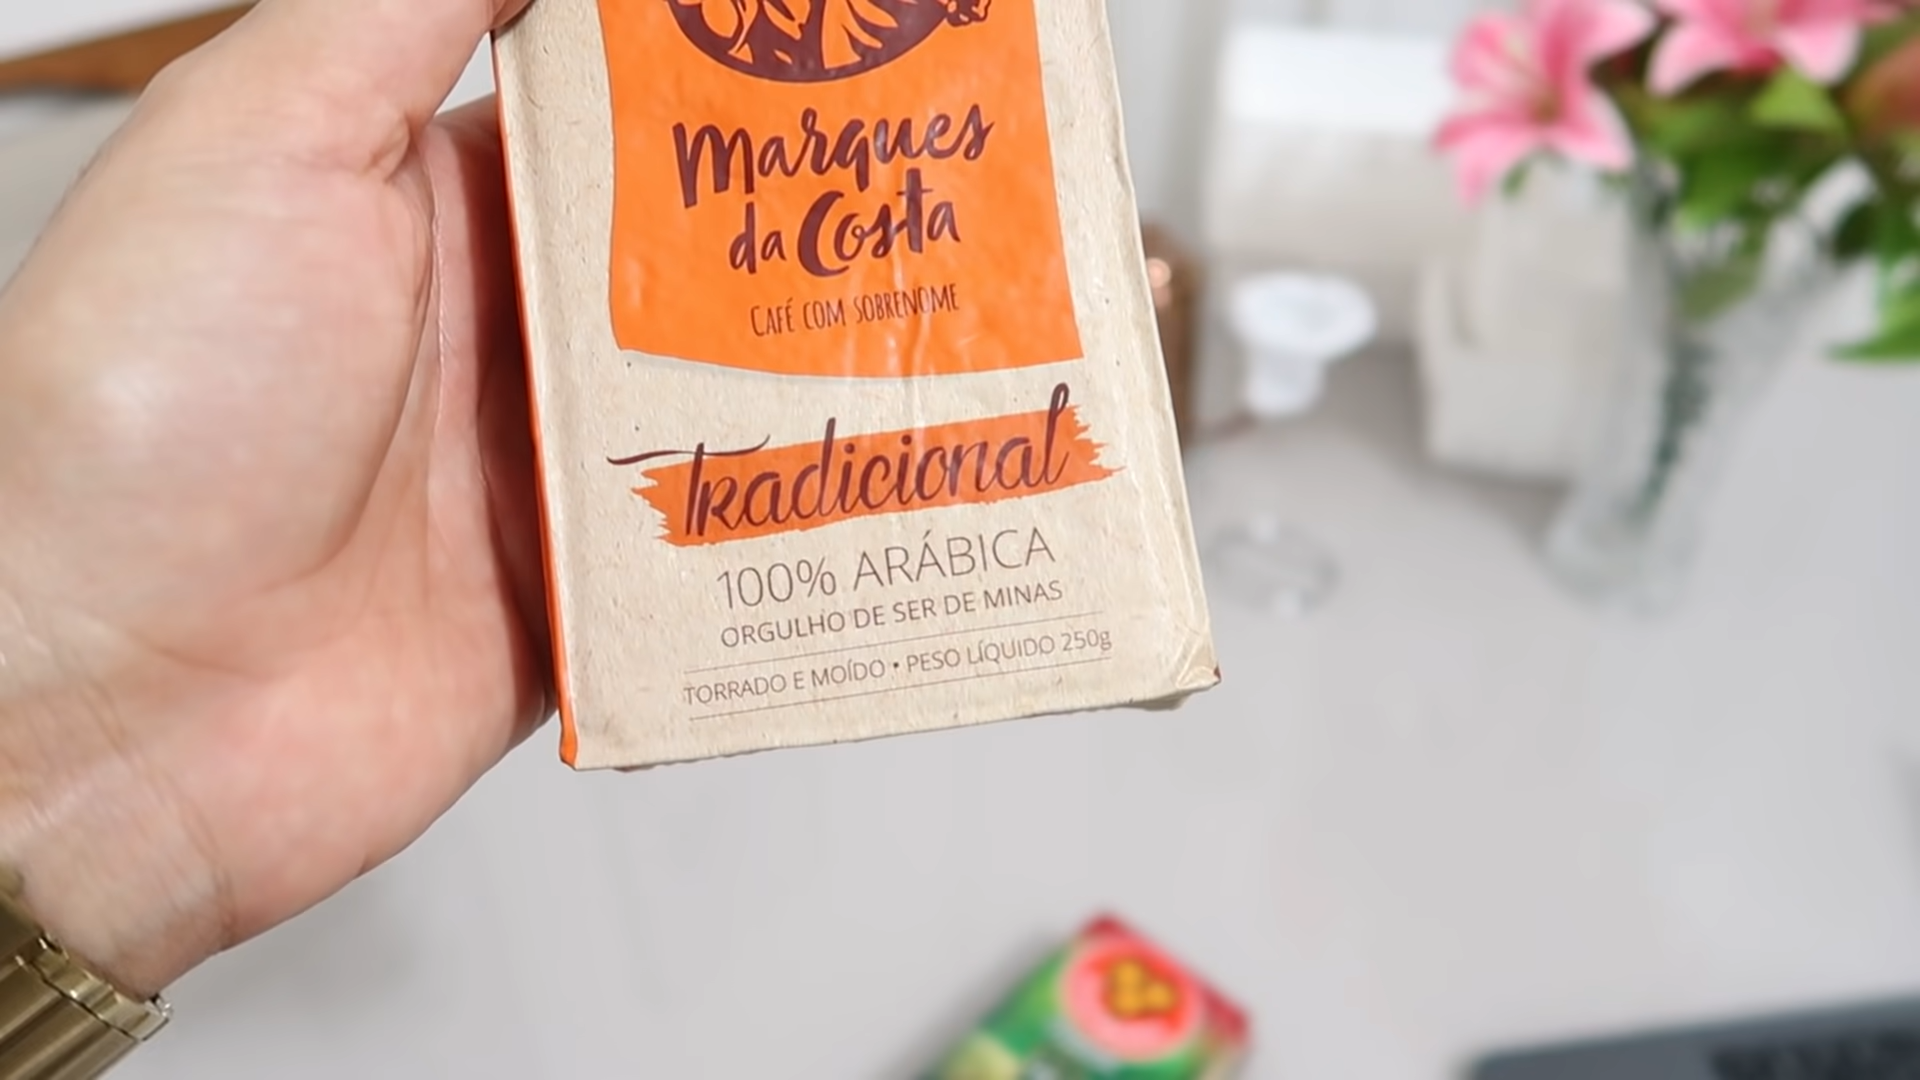 Marques
da Costa
CAFÉ COM SOBRENOME
Tradicional
100% ARÁBICA
ORGULHO DE SER DE MINAS
TORRADO E MOÍDO • PESO LÍQUIDO 250g